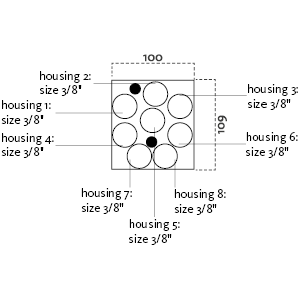 100
housing 2:
size 3/8"
housing 3:
size 3/8"
housing 1:
size 3/8"
109
housing 4:
size 3/8"
housing 6:
size 3/8"
housing 7:
size 3/8"
housing 8:
size 3/8"
housing 5:
size 3/8"